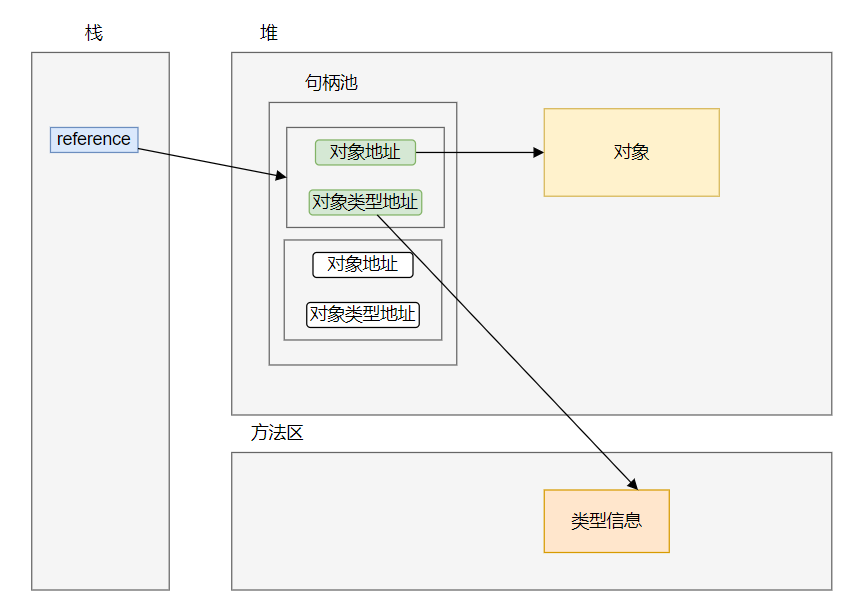 栈
堆
句柄池
reference
对象地址
对象
对象类型地址
对象地址
对象类型地址
方法区
类型信息